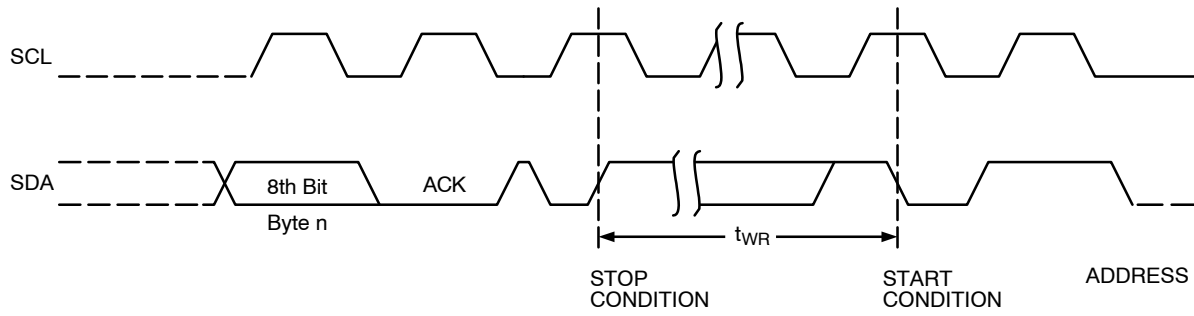 SCL
SDA
8th Bit
ACK
Byte n
tWR
STOP
CONDITION
START
CONDITION
ADDRESS